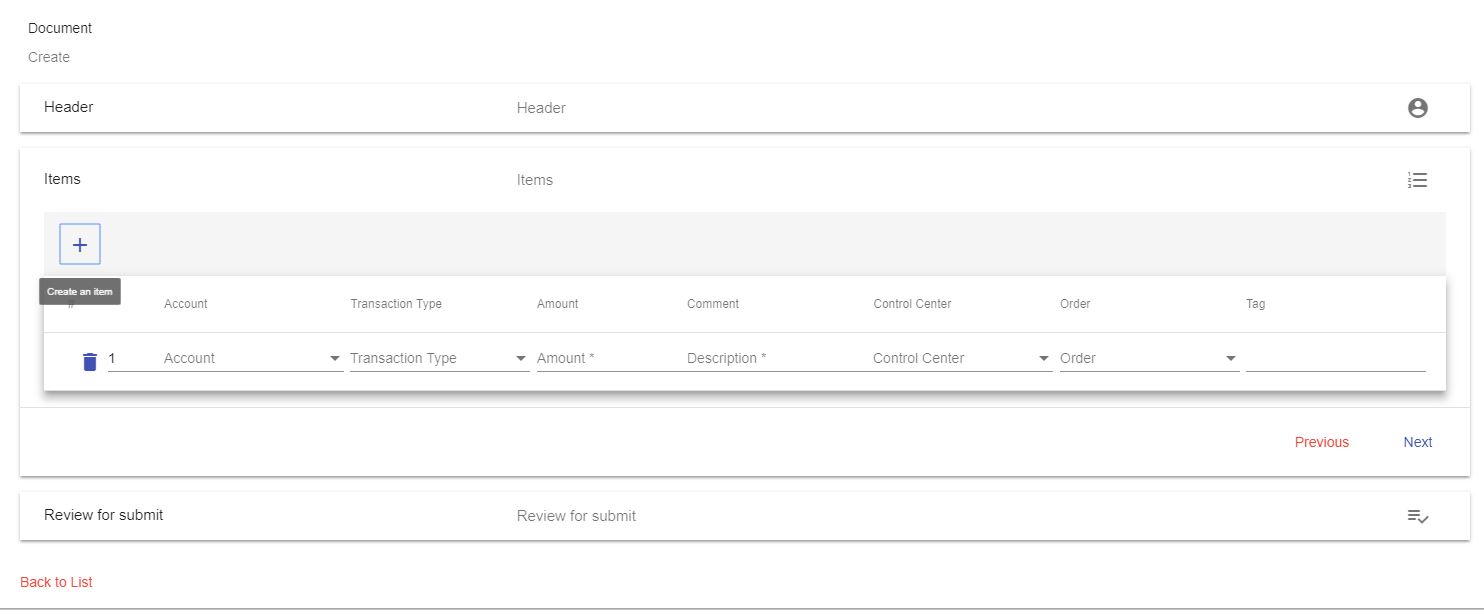 Document
Create
Header Header
Items Items
+
Create an item
# Account Transaction Type Amount Comment Control Center Order Tag
1 Account Transaction Type Amount * Description * Control Center Order
Previous Next
Review for submit Review for submit
Back to List